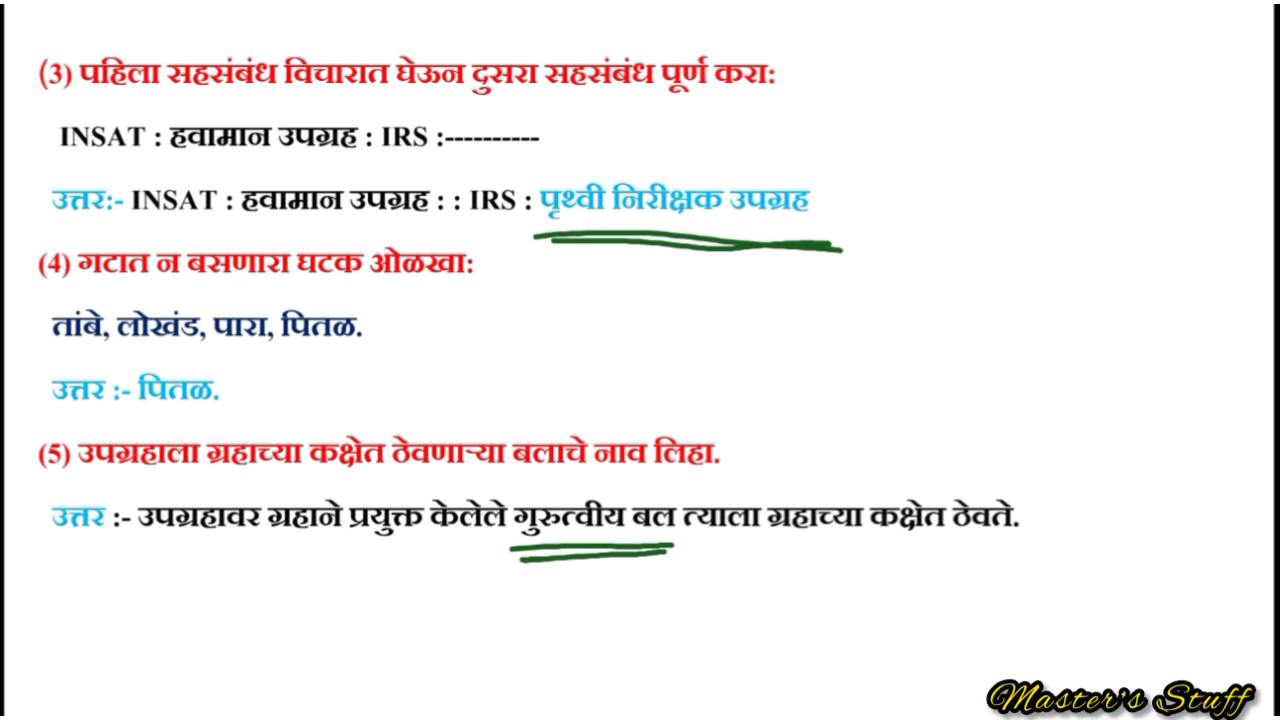 (3) पहिला सहसंबंध विचारात घेऊन दुसरा सहसंबंध पूर्ण करा:
INSAT : हवामान उपग्रह : IRS :----------
उत्तर:- INSAT : हवामान उपग्रह : : IRS : पृथ्वी निरीक्षक उपग्रह
(4) गटात न बसणारा घटक ओळखा:
तांबे, लोखंड, पारा, पितळ.
उत्तर :- पितळ.
(5) उपग्रहाला ग्रहाच्या कक्षेत ठेवणाऱ्या बलाचे नाव लिहा.
उत्तर :- उपग्रहावर ग्रहाने प्रयुक्त केलेले गुरुत्वीय बल त्याला ग्रहाच्या कक्षेत ठेवते.
Master's Stuff